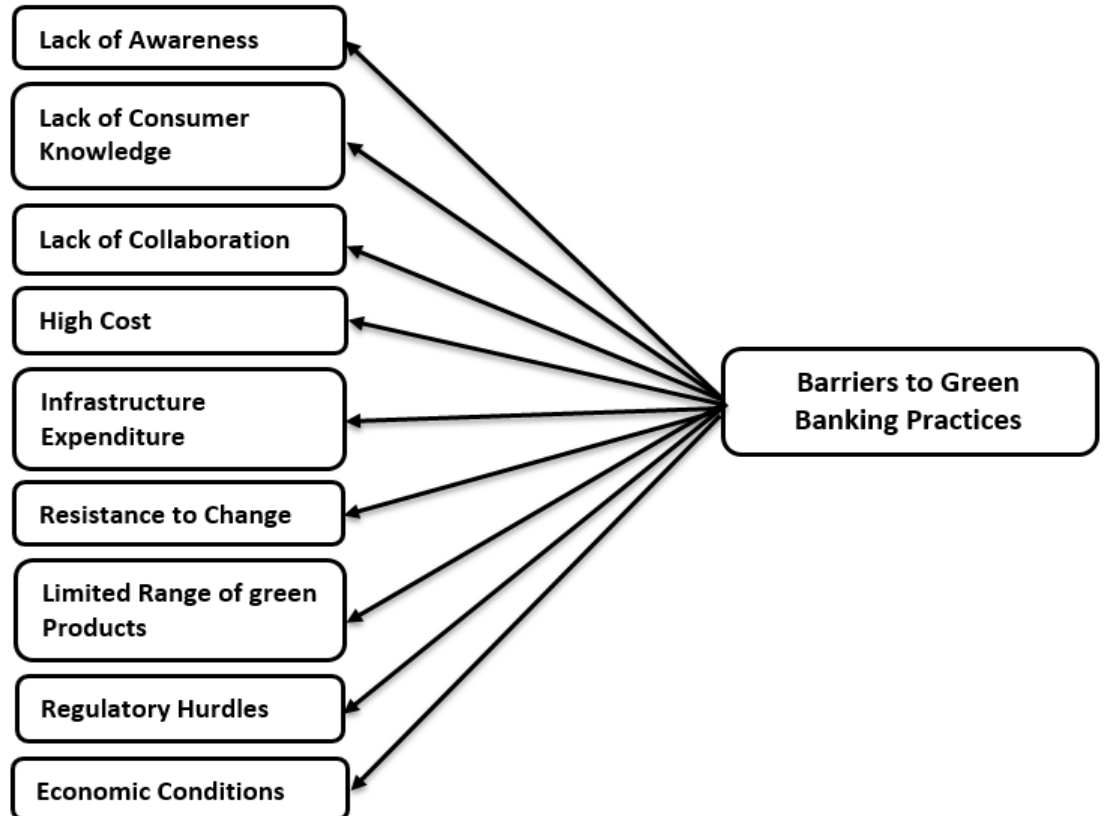 Lack of Awareness
Lack of Consumer
Knowledge
Lack of Collaboration
High Cost
Infrastructure
Expenditure
Resistance to Change
Limited Range of green
Products
Regulatory Hurdles
Economic Conditions
Barriers to Green
Banking Practices